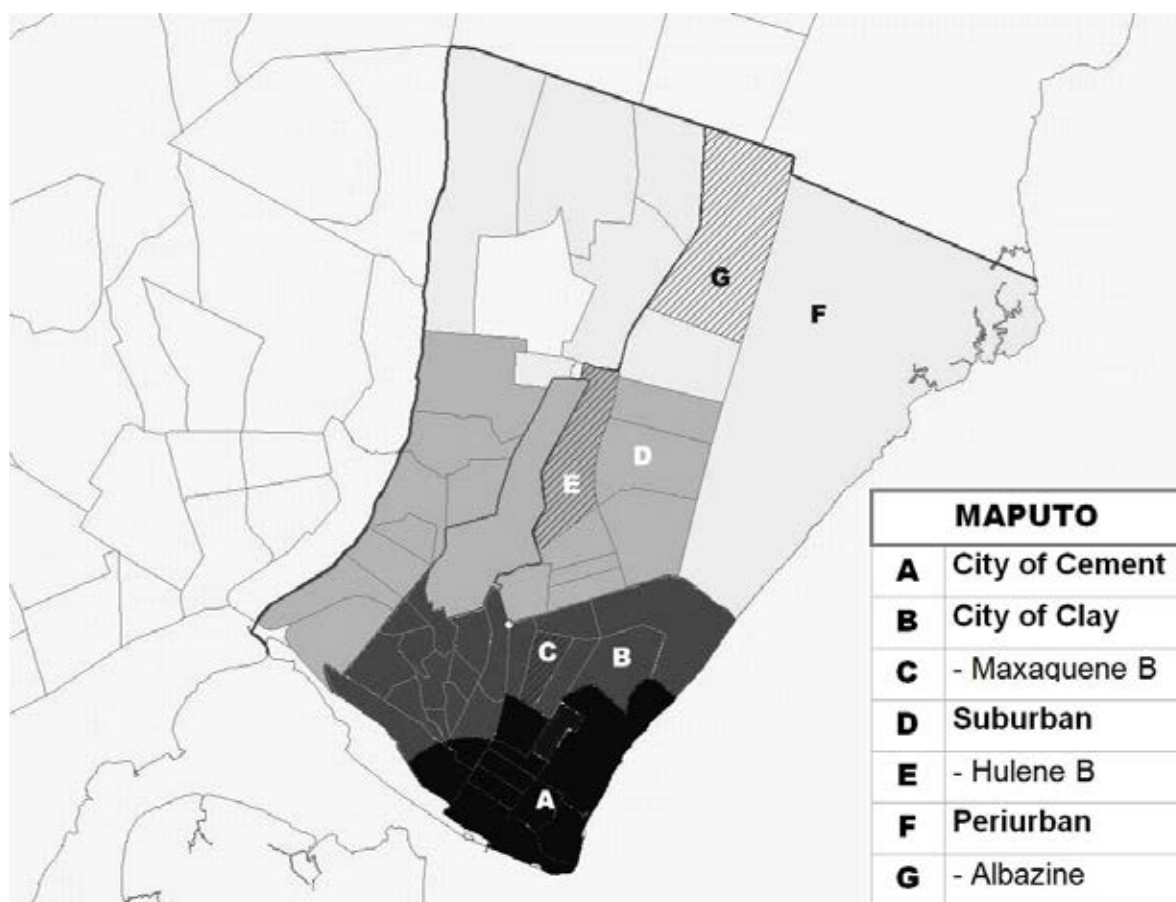 G
F
D
E
C
B
A
MAPUTO
A City of Cement
B City of Clay
C - Maxaquene B
D Suburban
E - Hulene B
F Periurban
G - Albazine